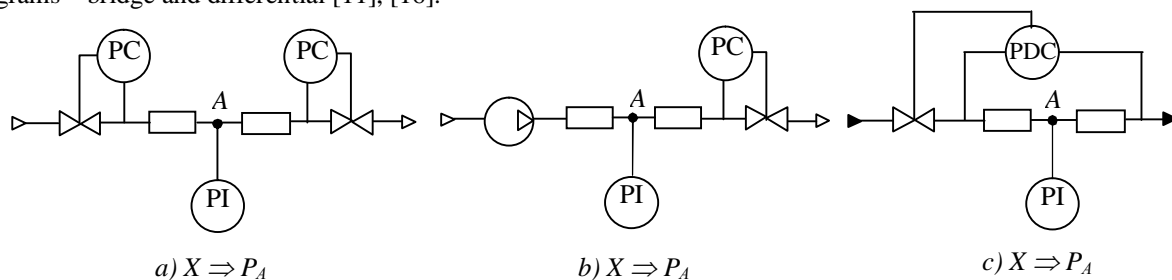 grams – bridge and differential [11], [16].
PC PC PC PDC
A A A
PI PI PI
a) X ⇒ P_A b) X ⇒ P_A c) X ⇒ P_A